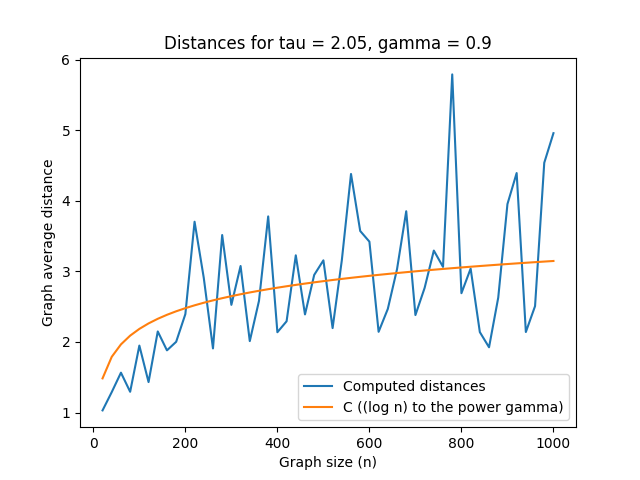 Distances for tau = 2.05, gamma = 0.9
Graph average distance
6
5
4
3
2
1
Computed distances
C ((log n) to the power gamma)
0
200
400
600
800
1000
Graph size (n)